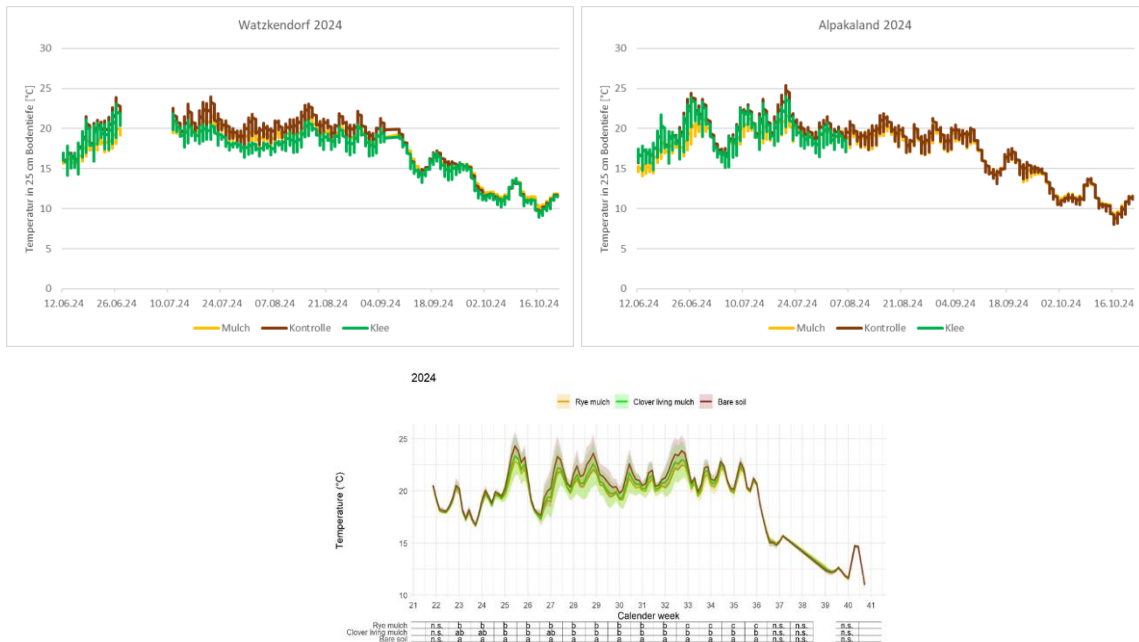 Watzkendorf 2024
Temperatur in 25 cm Bodentiefe [°C]
30
25
20
15
10
5
0
12.06.24 26.06.24 10.07.24 24.07.24 07.08.24 21.08.24 04.09.24 18.09.24 02.10.24 16.10.24
Mulch Kontrolle Klee
Alpakaland 2024
Temperatur in 25 cm Bodentiefe [°C]
30
25
20
15
10
5
0
12.06.24 26.06.24 10.07.24 24.07.24 07.08.24 21.08.24 04.09.24 18.09.24 02.10.24 16.10.24
Mulch Kontrolle Klee
2024
Rye mulch Clover living mulch Bare soil
Temperature (°C)
25
20
15
10
21 22 23 24 25 26 27 28 29 30 31 32 33 34 35 36 37 38 39 40 41
Calender week
Rye mulch n.s. b b b b b b b b b b c c c c n.s. n.s. n.s.
Clover living mulch n.s. ab ab b b ab b b b b b b b b b n.s. n.s. n.s.
Bare soil n.s. a a a a a a a a a a a a a a n.s. n.s. n.s.